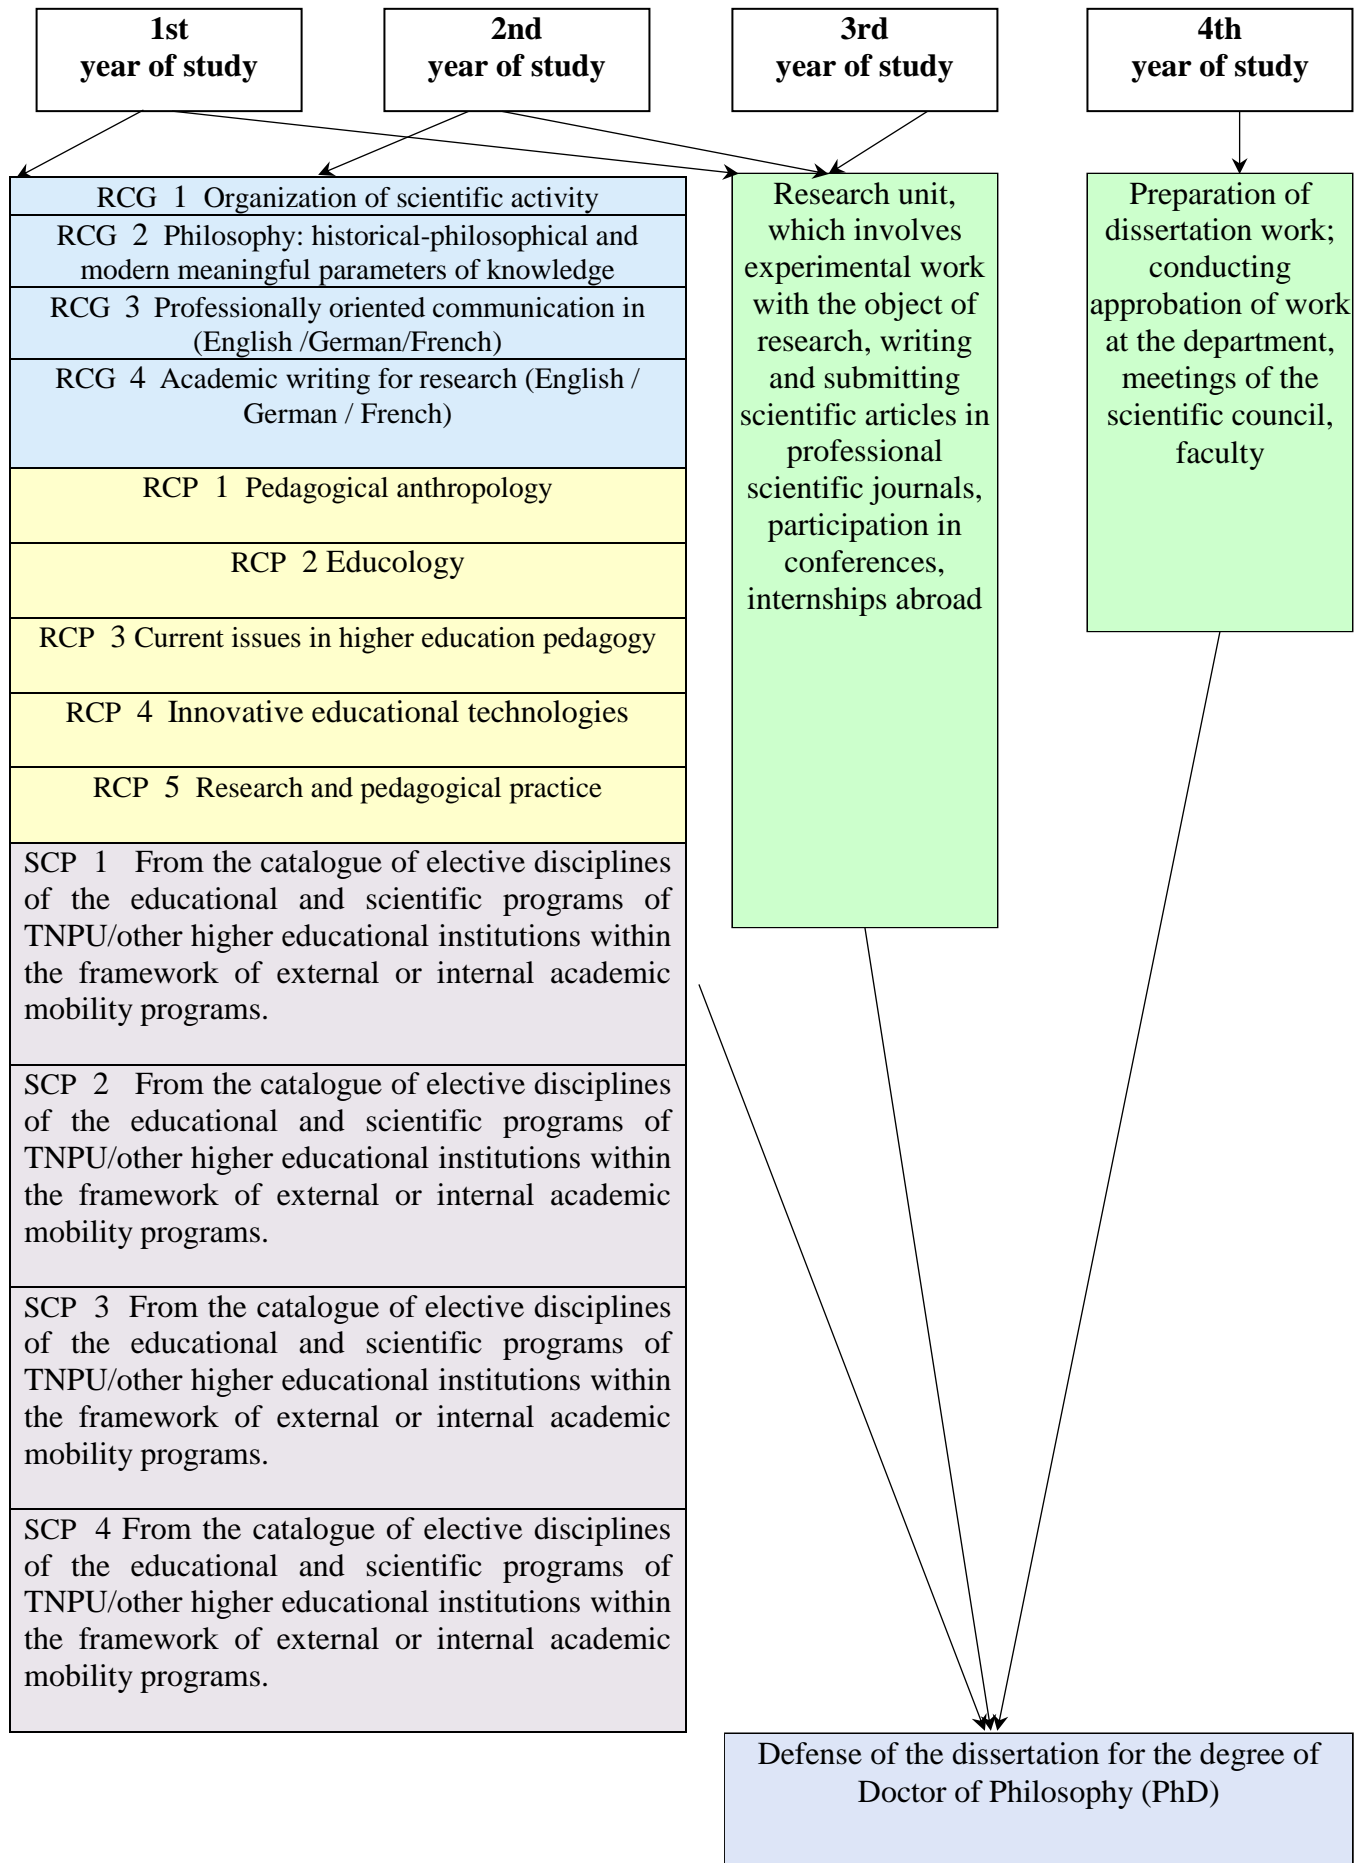 1st
year of study
2nd
year of study
3rd
year of study
4th
year of study
RCG 1 Organization of scientific activity
RCG 2 Philosophy: historical-philosophical and
modern meaningful parameters of knowledge
RCG 3 Professionally oriented communication in
(English /German/French)
RCG 4 Academic writing for research (English /
German / French)
RCP 1 Pedagogical anthropology
RCP 2 Educology
RCP 3 Current issues in higher education pedagogy
RCP 4 Innovative educational technologies
RCP 5 Research and pedagogical practice
SCP 1 From the catalogue of elective disciplines
of the educational and scientific programs of
TNPU/other higher educational institutions within
the framework of external or internal academic
mobility programs.
SCP 2 From the catalogue of elective disciplines
of the educational and scientific programs of
TNPU/other higher educational institutions within
the framework of external or internal academic
mobility programs.
SCP 3 From the catalogue of elective disciplines
of the educational and scientific programs of
TNPU/other higher educational institutions within
the framework of external or internal academic
mobility programs.
SCP 4 From the catalogue of elective disciplines
of the educational and scientific programs of
TNPU/other higher educational institutions within
the framework of external or internal academic
mobility programs.
Research unit,
which involves
experimental work
with the object of
research, writing
and submitting
scientific articles in
professional
scientific journals,
participation in
conferences,
internships abroad
Preparation of
dissertation work;
conducting
approbation of work
at the department,
meetings of the
scientific council,
faculty
Defense of the dissertation for the degree of
Doctor of Philosophy (PhD)